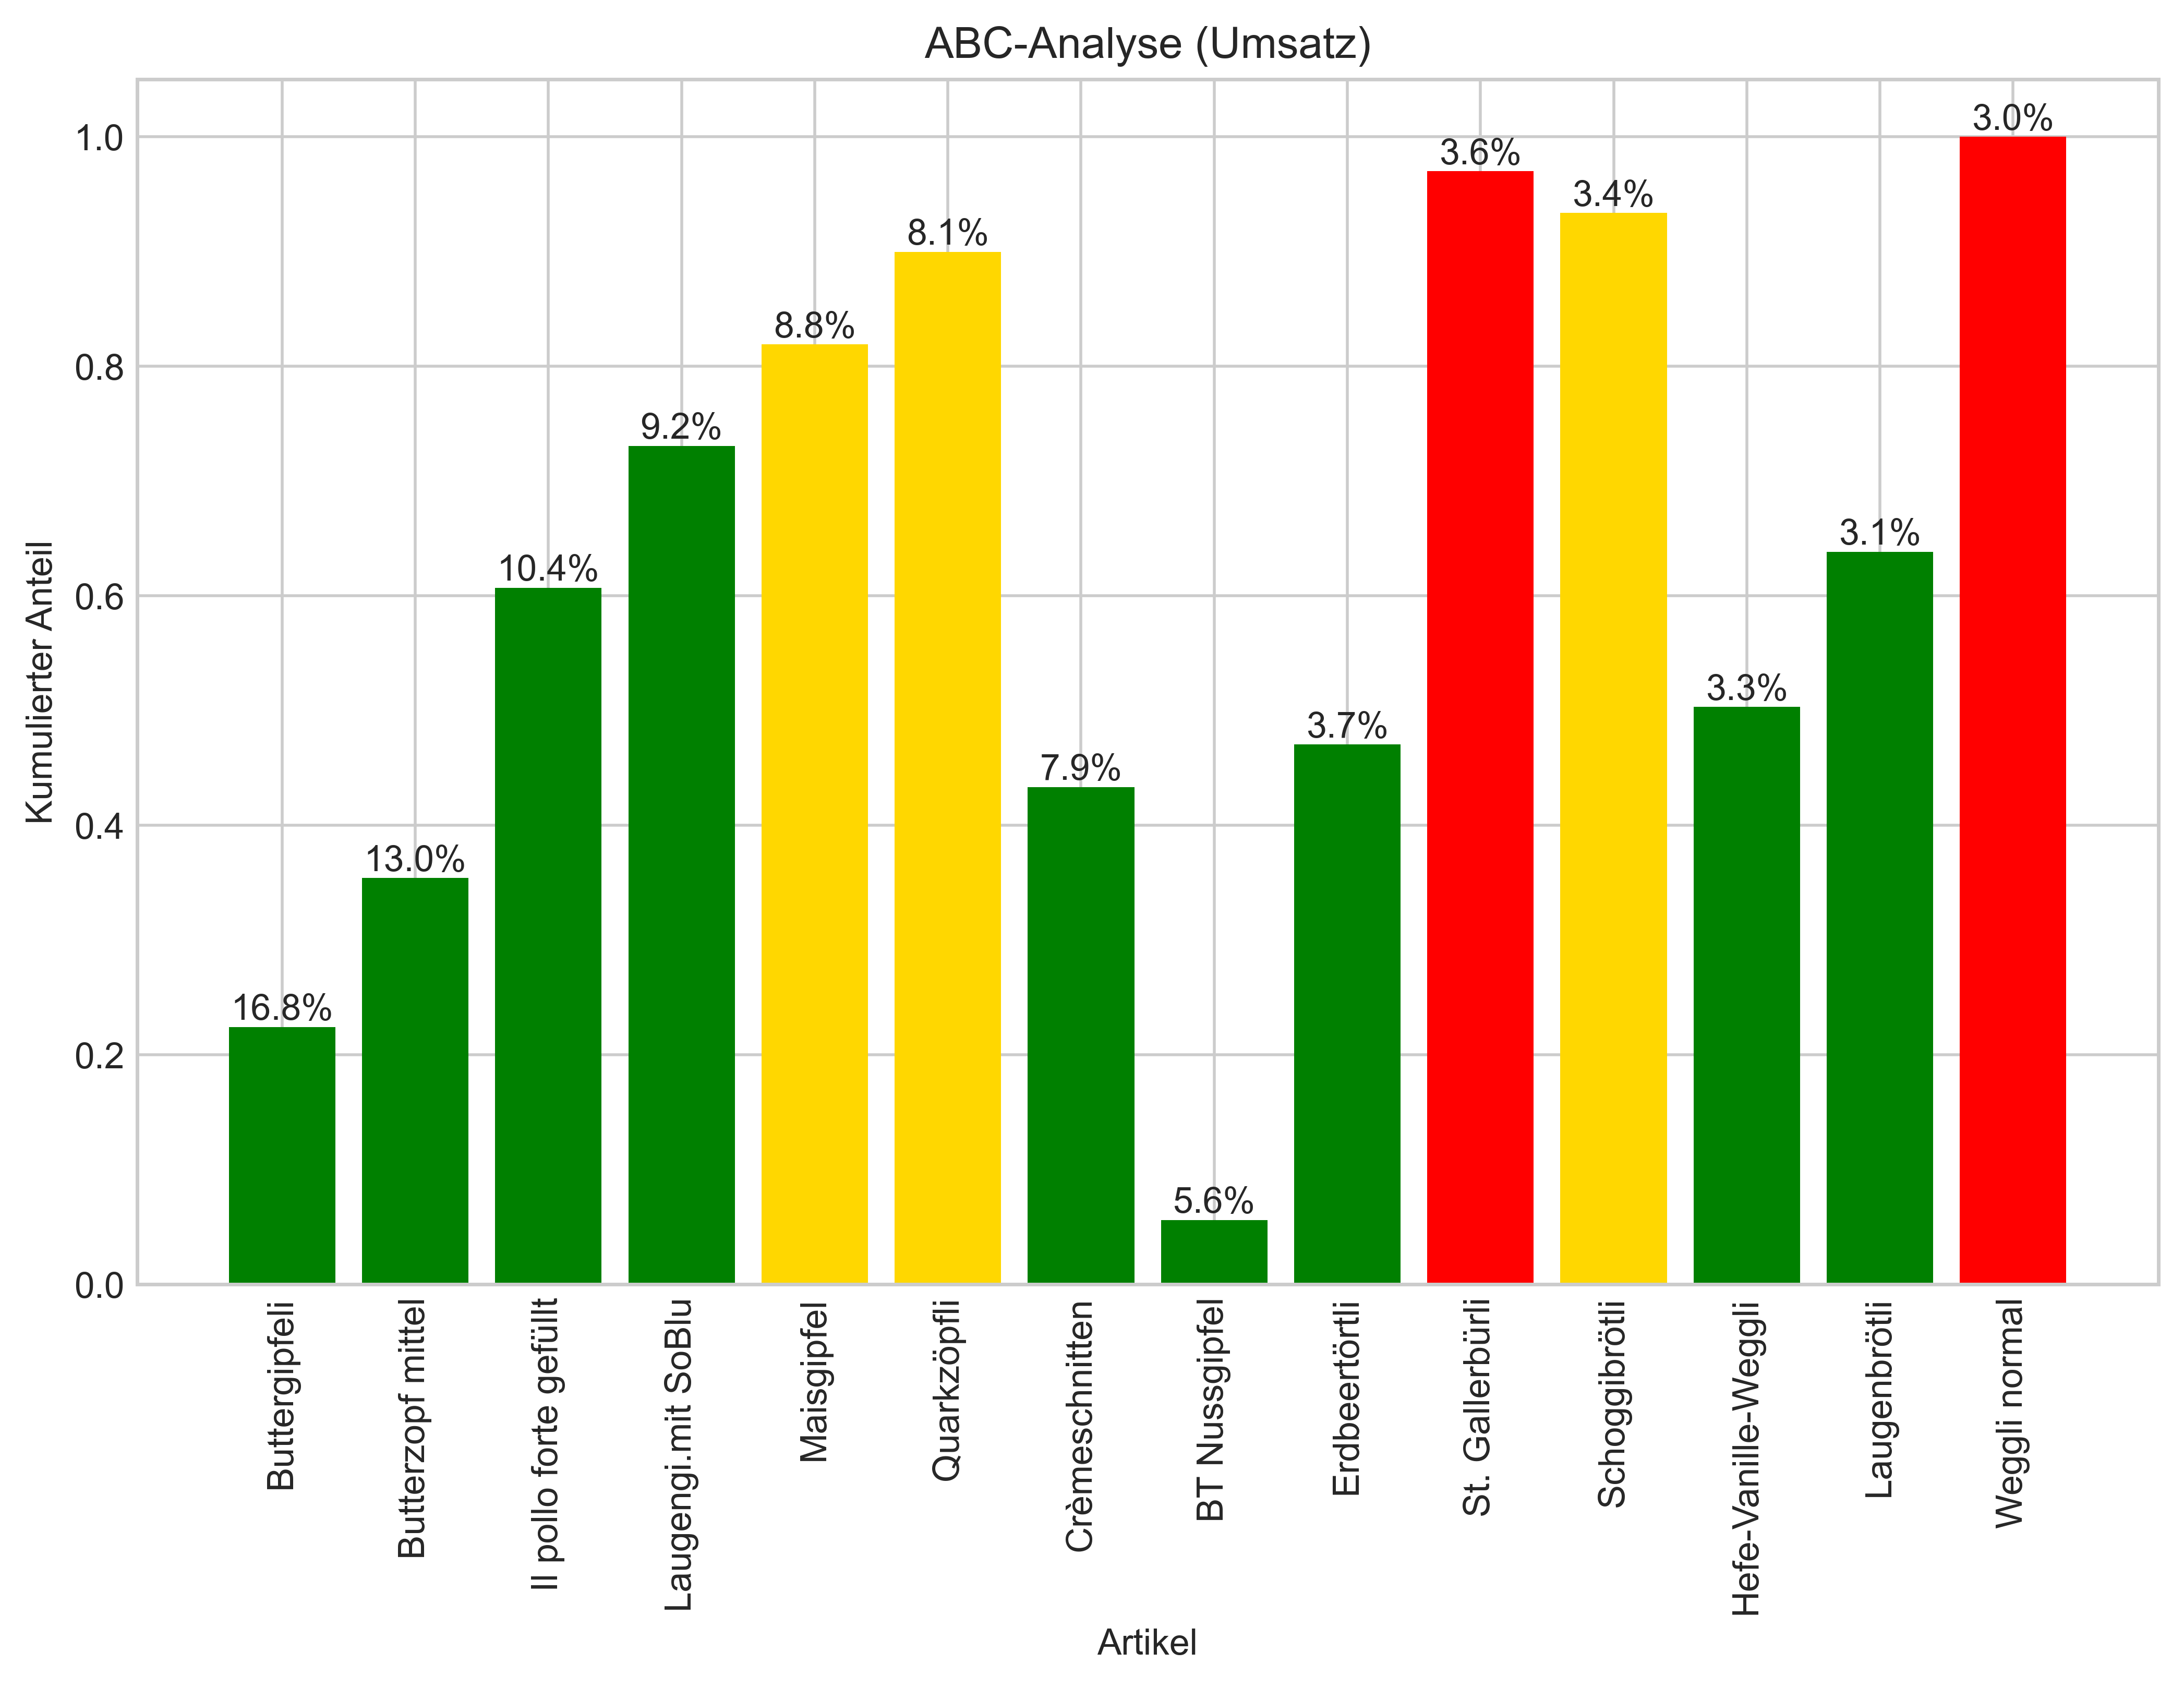 ABC-Analyse (Umsatz)
Kumulierter Anteil
1.0
0.8
0.6
0.4
0.2
0.0
16.8%
13.0%
10.4%
9.2%
8.8%
8.1%
7.9%
5.6%
3.7%
3.6%
3.4%
3.3%
3.1%
3.0%
Buttergipfeli
Butterzopf mittel
Il pollo forte gefüllt
Laugengi.mit SoBlu
Maisgipfel
Quarkzöpfli
Crèmeschnitten
BT Nussgipfel
Erdbeertörtli
St. Gallerbürli
Schoggibrötli
Hefe-Vanille-Weggli
Laugenbrötli
Weggli normal
Artikel